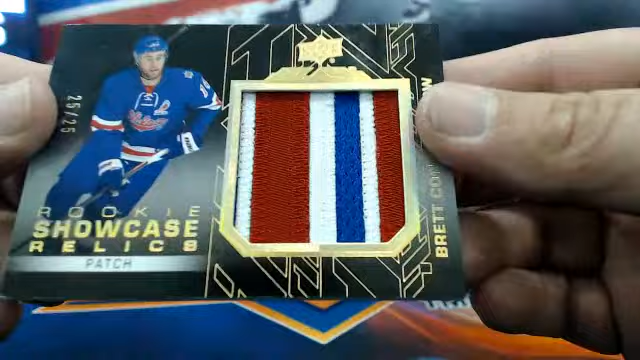 25/25
ROOKIE
SHOWCASE
RELICS
PATCH
BRETT